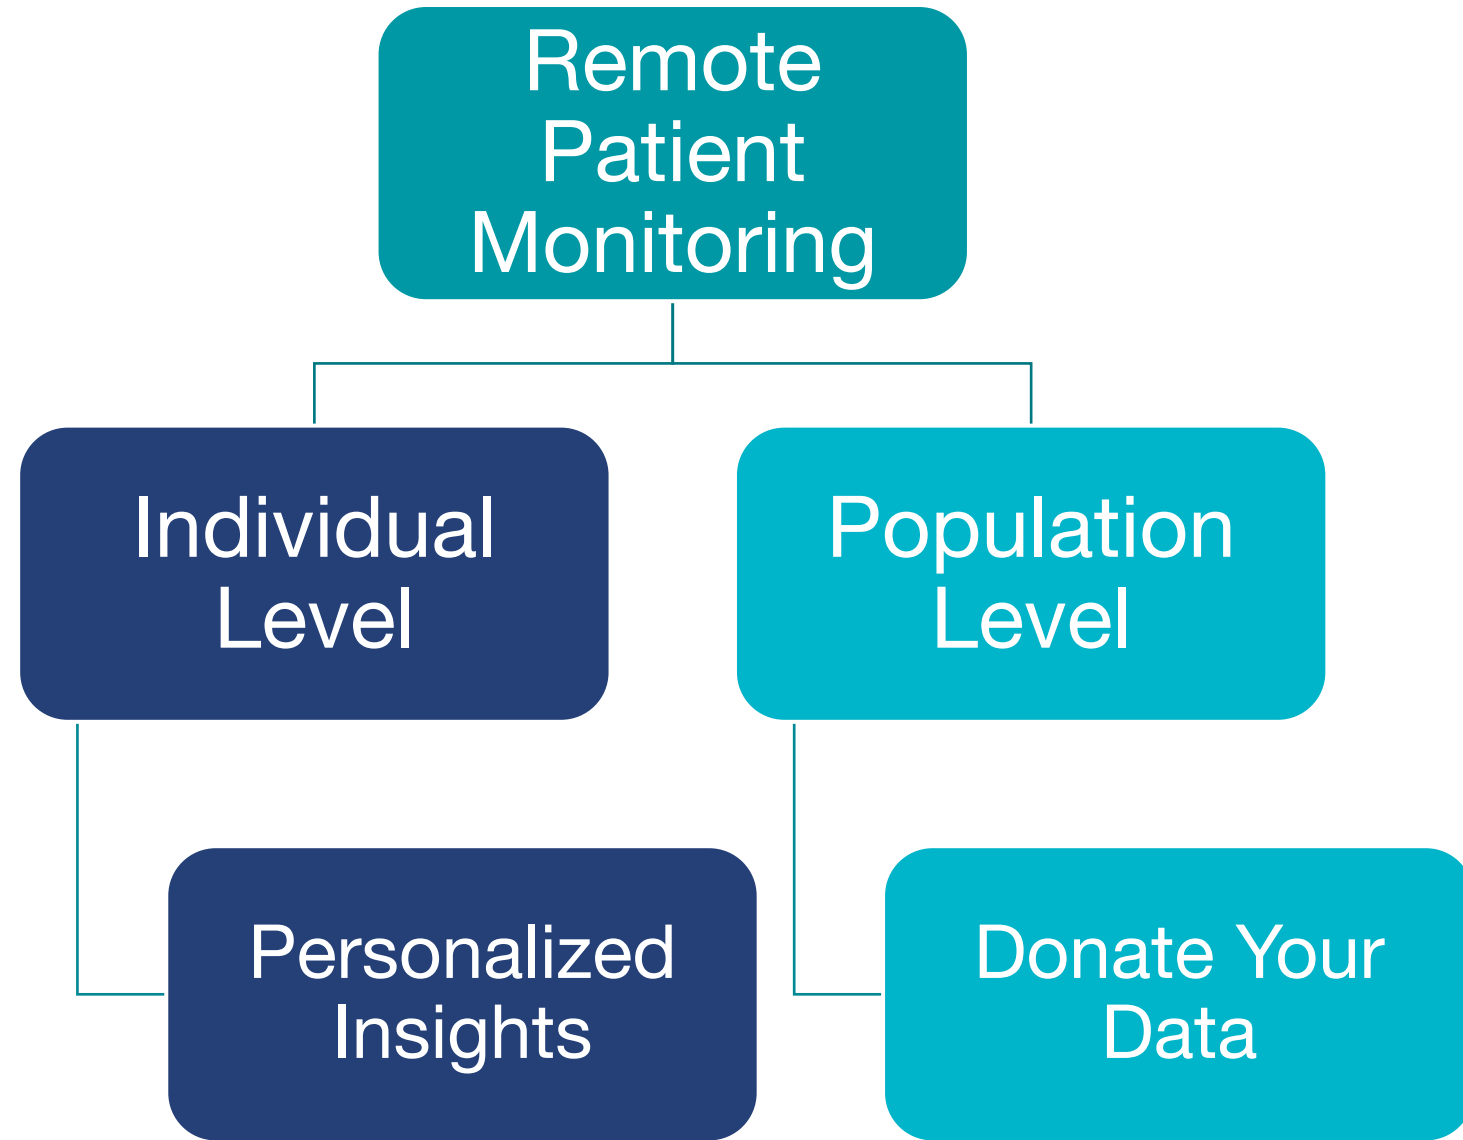 Remote
Patient
Monitoring
Individual
Level
Population
Level
Personalized
Insights
Donate Your
Data